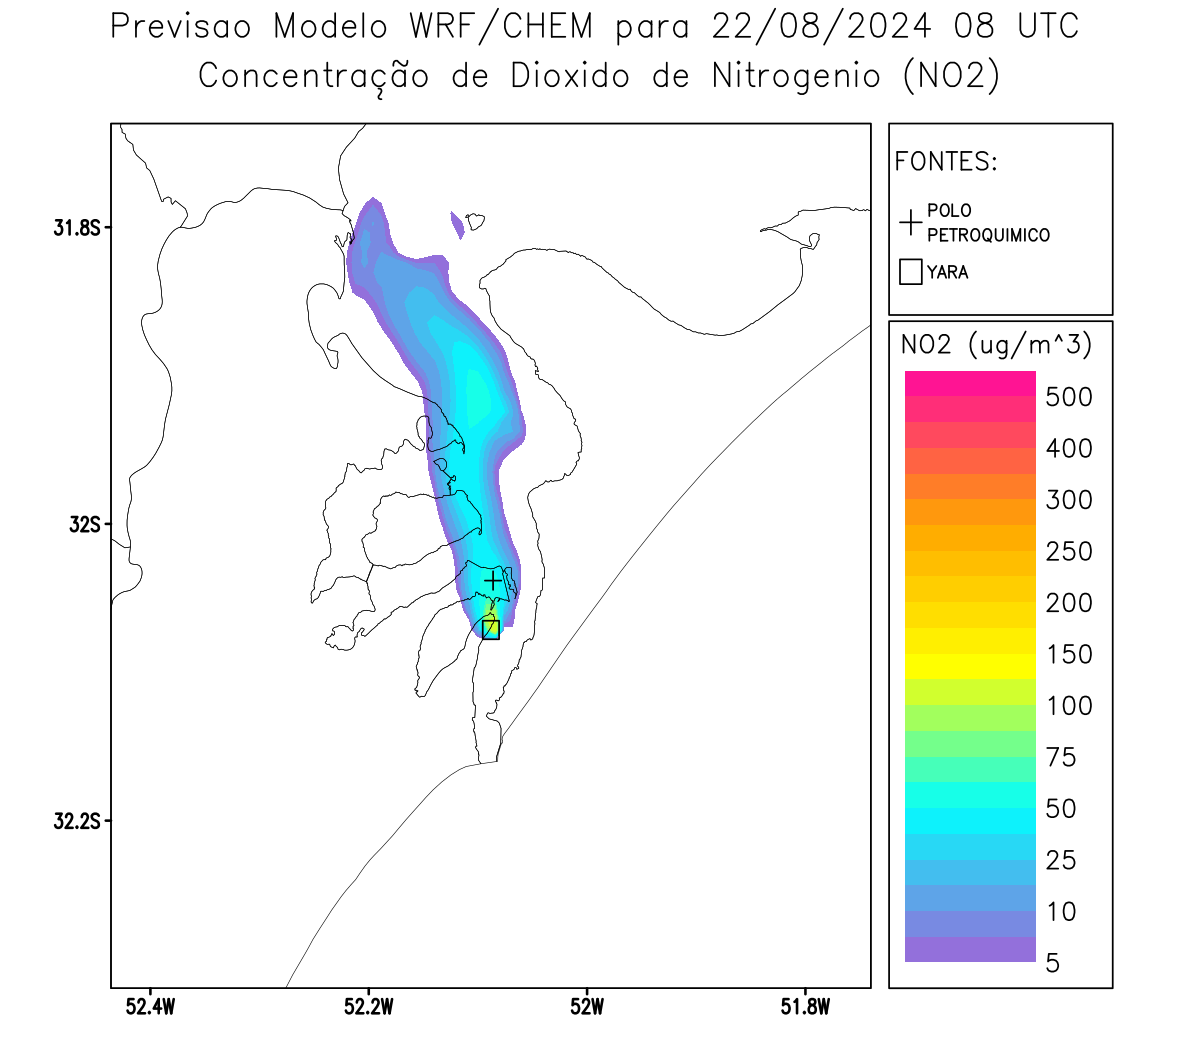 Previsao Modelo WRF/CHEM para 22/08/2024 08 UTC
Concentração de Dioxido de Nitrogenio (NO2)
FONTES:
POLO
PETROQUIMICO
YARA
NO2 (ug/m^3)
500
400
300
250
200
150
100
75
50
25
10
5
31.8S
32S
32.2S
52.4W
52.2W
52W
51.8W